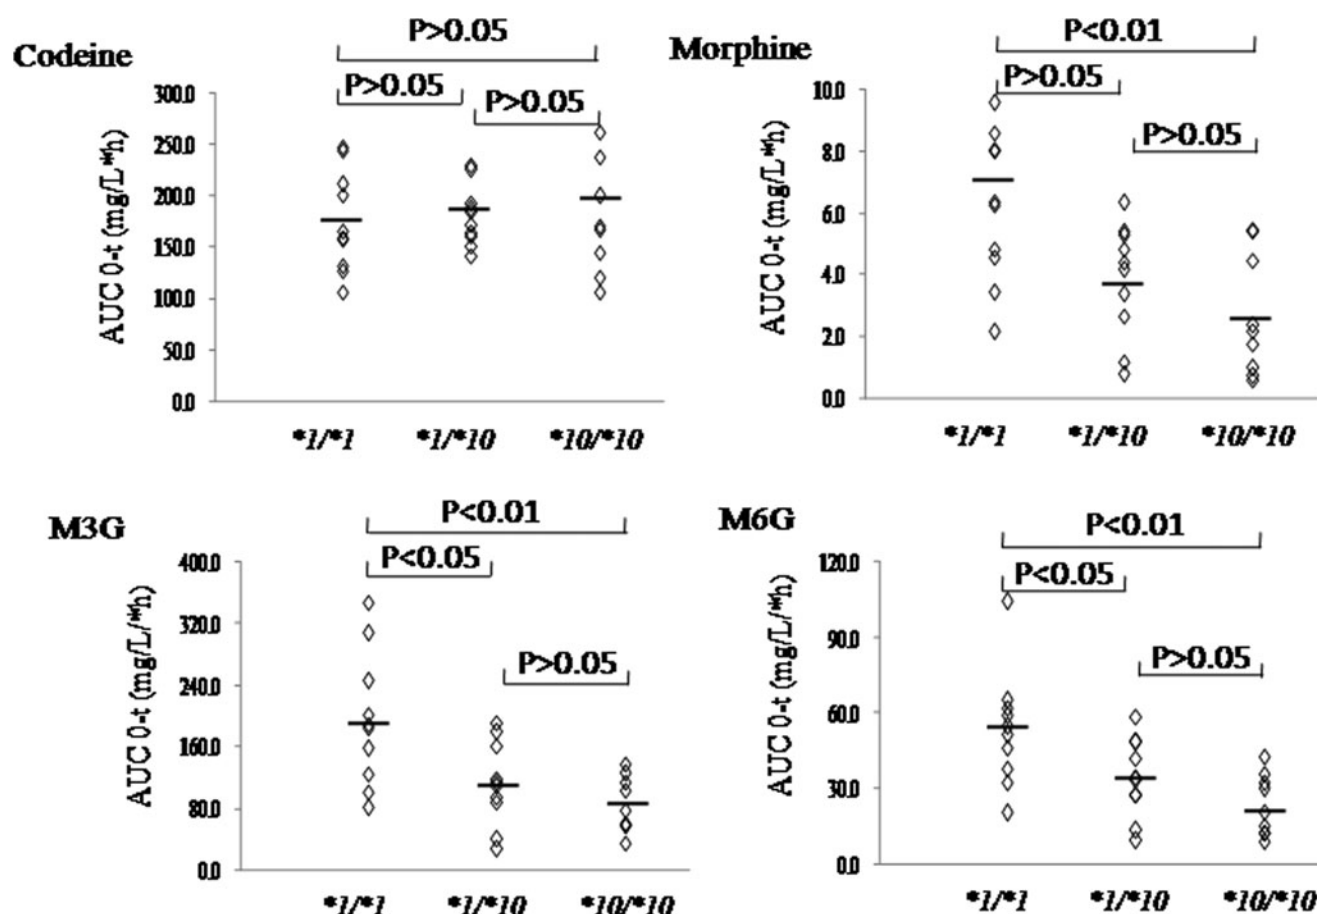 Codeine
P>0.05
P>0.05
P>0.05
AUC 0-t (mg/L*h)
300.0
250.0
200.0
150.0
100.0
50.0
0.0
*1/*1 *1/*10 *10/*10
Morphine
P<0.01
P>0.05
P>0.05
AUC 0-t (mg/L*h)
10.0
8.0
6.0
4.0
2.0
0.0
*1/*1 *1/*10 *10/*10
M3G
P<0.01
P<0.05
P>0.05
AUC 0-t (mg/L/*h)
400.0
320.0
240.0
160.0
80.0
0.0
*1/*1 *1/*10 *10/*10
M6G
P<0.01
P<0.05
P>0.05
AUC 0-t (mg/L/*h)
120.0
90.0
60.0
30.0
0.0
*1/*1 *1/*10 *10/*10